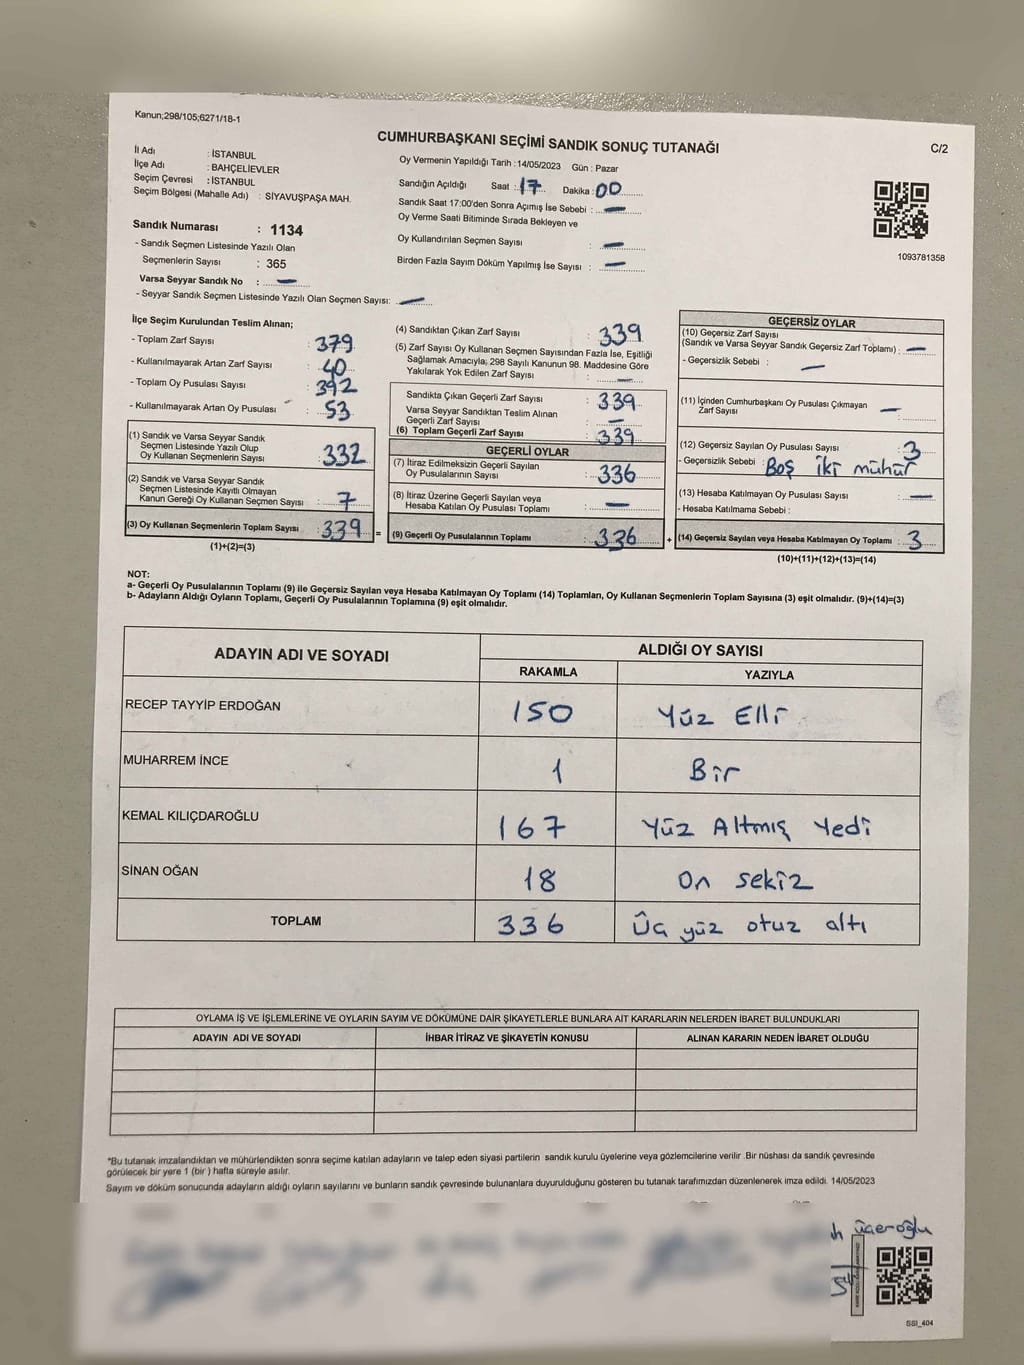 Kanun;298/105;6271/18-1
CUMHURBAŞKANI SEÇİMİ SANDIK SONUÇ TUTANAĞI
C/2
İl Adı : İSTANBUL
İlçe Adı : BAHÇELİEVLER
Seçim Çevresi : İSTANBUL
Seçim Bölgesi (Mahalle Adı) : SİYAVUŞPAŞA MAH.
Sandık Numarası : 1134
- Sandık Seçmen Listesinde Yazılı Olan
Seçmenlerin Sayısı : 365
Varsa Seyyar Sandık No : —
- Seyyar Sandık Seçmen Listesinde Yazılı Olan Seçmen Sayısı: —
Oy Vermenin Yapıldığı Tarih : 14/05/2023 Gün : Pazar
Sandığın Açıldığı Saat : 17 Dakika : 00
Sandık Saat 17:00'den Sonra Açımış İse Sebebi : —
Oy Verme Saati Bitiminde Sırada Bekleyen ve
Oy Kullandırılan Seçmen Sayısı : —
Birden Fazla Sayım Döküm Yapılmış İse Sayısı : —
1093781358
İlçe Seçim Kurulundan Teslim Alınan;
- Toplam Zarf Sayısı : 379
- Kullanılmayarak Artan Zarf Sayısı : 40
- Toplam Oy Pusulası Sayısı : 392
- Kullanılmayarak Artan Oy Pusulası : 53
(1) Sandık ve Varsa Seyyar Sandık
Seçmen Listesinde Yazılı Olup
Oy Kullanan Seçmenlerin Sayısı : 332
(2) Sandık ve Varsa Seyyar Sandık
Seçmen Listesinde Kayıtlı Olmayan
Kanun Gereği Oy Kullanan Seçmen Sayısı : 7
(3) Oy Kullanan Seçmenlerin Toplam Sayısı : 339
(1)+(2)=(3)
(4) Sandıktan Çıkan Zarf Sayısı : 339
(5) Zarf Sayısı Oy Kullanan Seçmen Sayısından Fazla İse, Eşitliği
Sağlamak Amacıyla; 298 Sayılı Kanunun 98. Maddesine Göre
Yakılarak Yok Edilen Zarf Sayısı : —
Sandıkta Çıkan Geçerli Zarf Sayısı : 339
Varsa Seyyar Sandıktan Teslim Alınan
Geçerli Zarf Sayısı : —
(6) Toplam Geçerli Zarf Sayısı : 339
GEÇERLİ OYLAR
(7) İtiraz Edilmeksizin Geçerli Sayılan
Oy Pusulalarının Sayısı : 336
(8) İtiraz Üzerine Geçerli Sayılan veya
Hesaba Katılan Oy Pusulası Toplamı : —
= (9) Geçerli Oy Pusulalarının Toplamı : 336
GEÇERSİZ OYLAR
(10) Geçersiz Zarf Sayısı
(Sandık ve Varsa Seyyar Sandık Geçersiz Zarf Toplamı) : —
- Geçersizlik Sebebi : —
(11) İçinden Cumhurbaşkanı Oy Pusulası Çıkmayan
Zarf Sayısı —
(12) Geçersiz Sayılan Oy Pusulası Sayısı : 3
- Geçersizlik Sebebi : Boş iki mühür
(13) Hesaba Katılmayan Oy Pusulası Sayısı : —
- Hesaba Katılmama Sebebi :
+ (14) Geçersiz Sayılan veya Hesaba Katılmayan Oy Toplamı : 3
(10)+(11)+(12)+(13)=(14)
NOT:
a- Geçerli Oy Pusulalarının Toplamı (9) ile Geçersiz Sayılan veya Hesaba Katılmayan Oy Toplamı (14) Toplamları, Oy Kullanan Seçmenlerin Toplam Sayısına (3) eşit olmalıdır. (9)+(14)=(3)
b- Adayların Aldığı Oyların Toplamı, Geçerli Oy Pusulalarının Toplamına (9) eşit olmalıdır.
ADAYIN ADI VE SOYADI
ALDIĞI OY SAYISI
RAKAMLA YAZIYLA
RECEP TAYYİP ERDOĞAN 150 Yüz Elli
MUHARREM İNCE 1 Bir
KEMAL KILIÇDAROĞLU 167 Yüz Altmış Yedi
SİNAN OĞAN 18 On sekiz
TOPLAM 336 Üç yüz otuz altı
OYLAMA İŞ VE İŞLEMLERİNE VE OYLARIN SAYIM VE DÖKÜMÜNE DAİR ŞİKAYETLERLE BUNLARA AİT KARARLARIN NELERDEN İBARET BULUNDUKLARI
ADAYIN ADI VE SOYADI İHBAR İTİRAZ VE ŞİKAYETİN KONUSU ALINAN KARARIN NEDEN İBARET OLDUĞU
*Bu tutanak imzalandıktan ve mühürlendikten sonra seçime katılan adayların ve talep eden siyasi partilerin sandık kurulu üyelerine veya gözlemcilerine verilir. Bir nüshası da sandık çevresinde
görülecek bir yere 1 (bir ) hafta süreyle asılır.
Sayım ve döküm sonucunda adayların aldığı oyların sayılarını ve bunların sandık çevresinde bulunanlara duyurulduğunu gösteren bu tutanak tarafımızdan düzenlenerek imza edildi. 14/05/2023
üçeroğlu
SSI_404